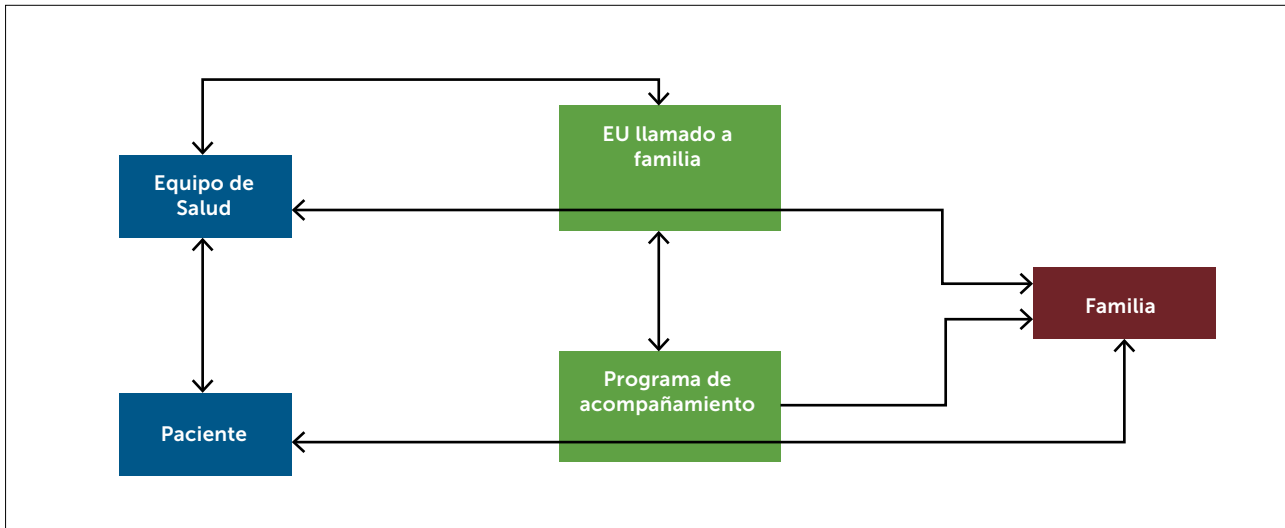 EU llamado a
familia
Equipo de
Salud
Familia
Programa de
acompañamiento
Paciente